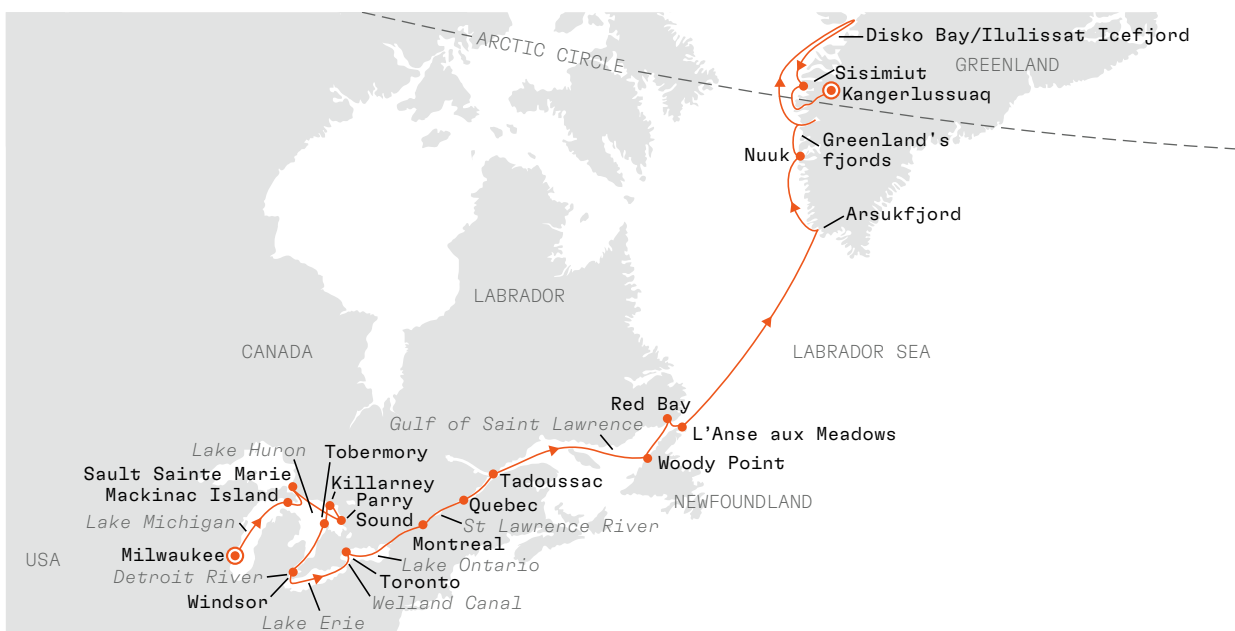 Disko Bay/Ilulissat Icefjord
ARCTIC CIRCLE
GREENLAND
Sisimiut
Kangerlussuaq
Greenland's
fjords
Nuuk
Arsukfjord
LABRADOR
CANADA
LABRADOR SEA
Red Bay
Gulf of Saint Lawrence
L'Anse aux Meadows
Lake Huron
Tobermory
Woody Point
Sault Sainte Marie
Killarney
Tadoussac
Mackinac Island
Parry
Sound
Quebec
NEWFOUNDLAND
Lake Michigan
St Lawrence River
Milwaukee
USA
Montreal
Lake Ontario
Detroit River
Toronto
Windsor
Welland Canal
Lake Erie